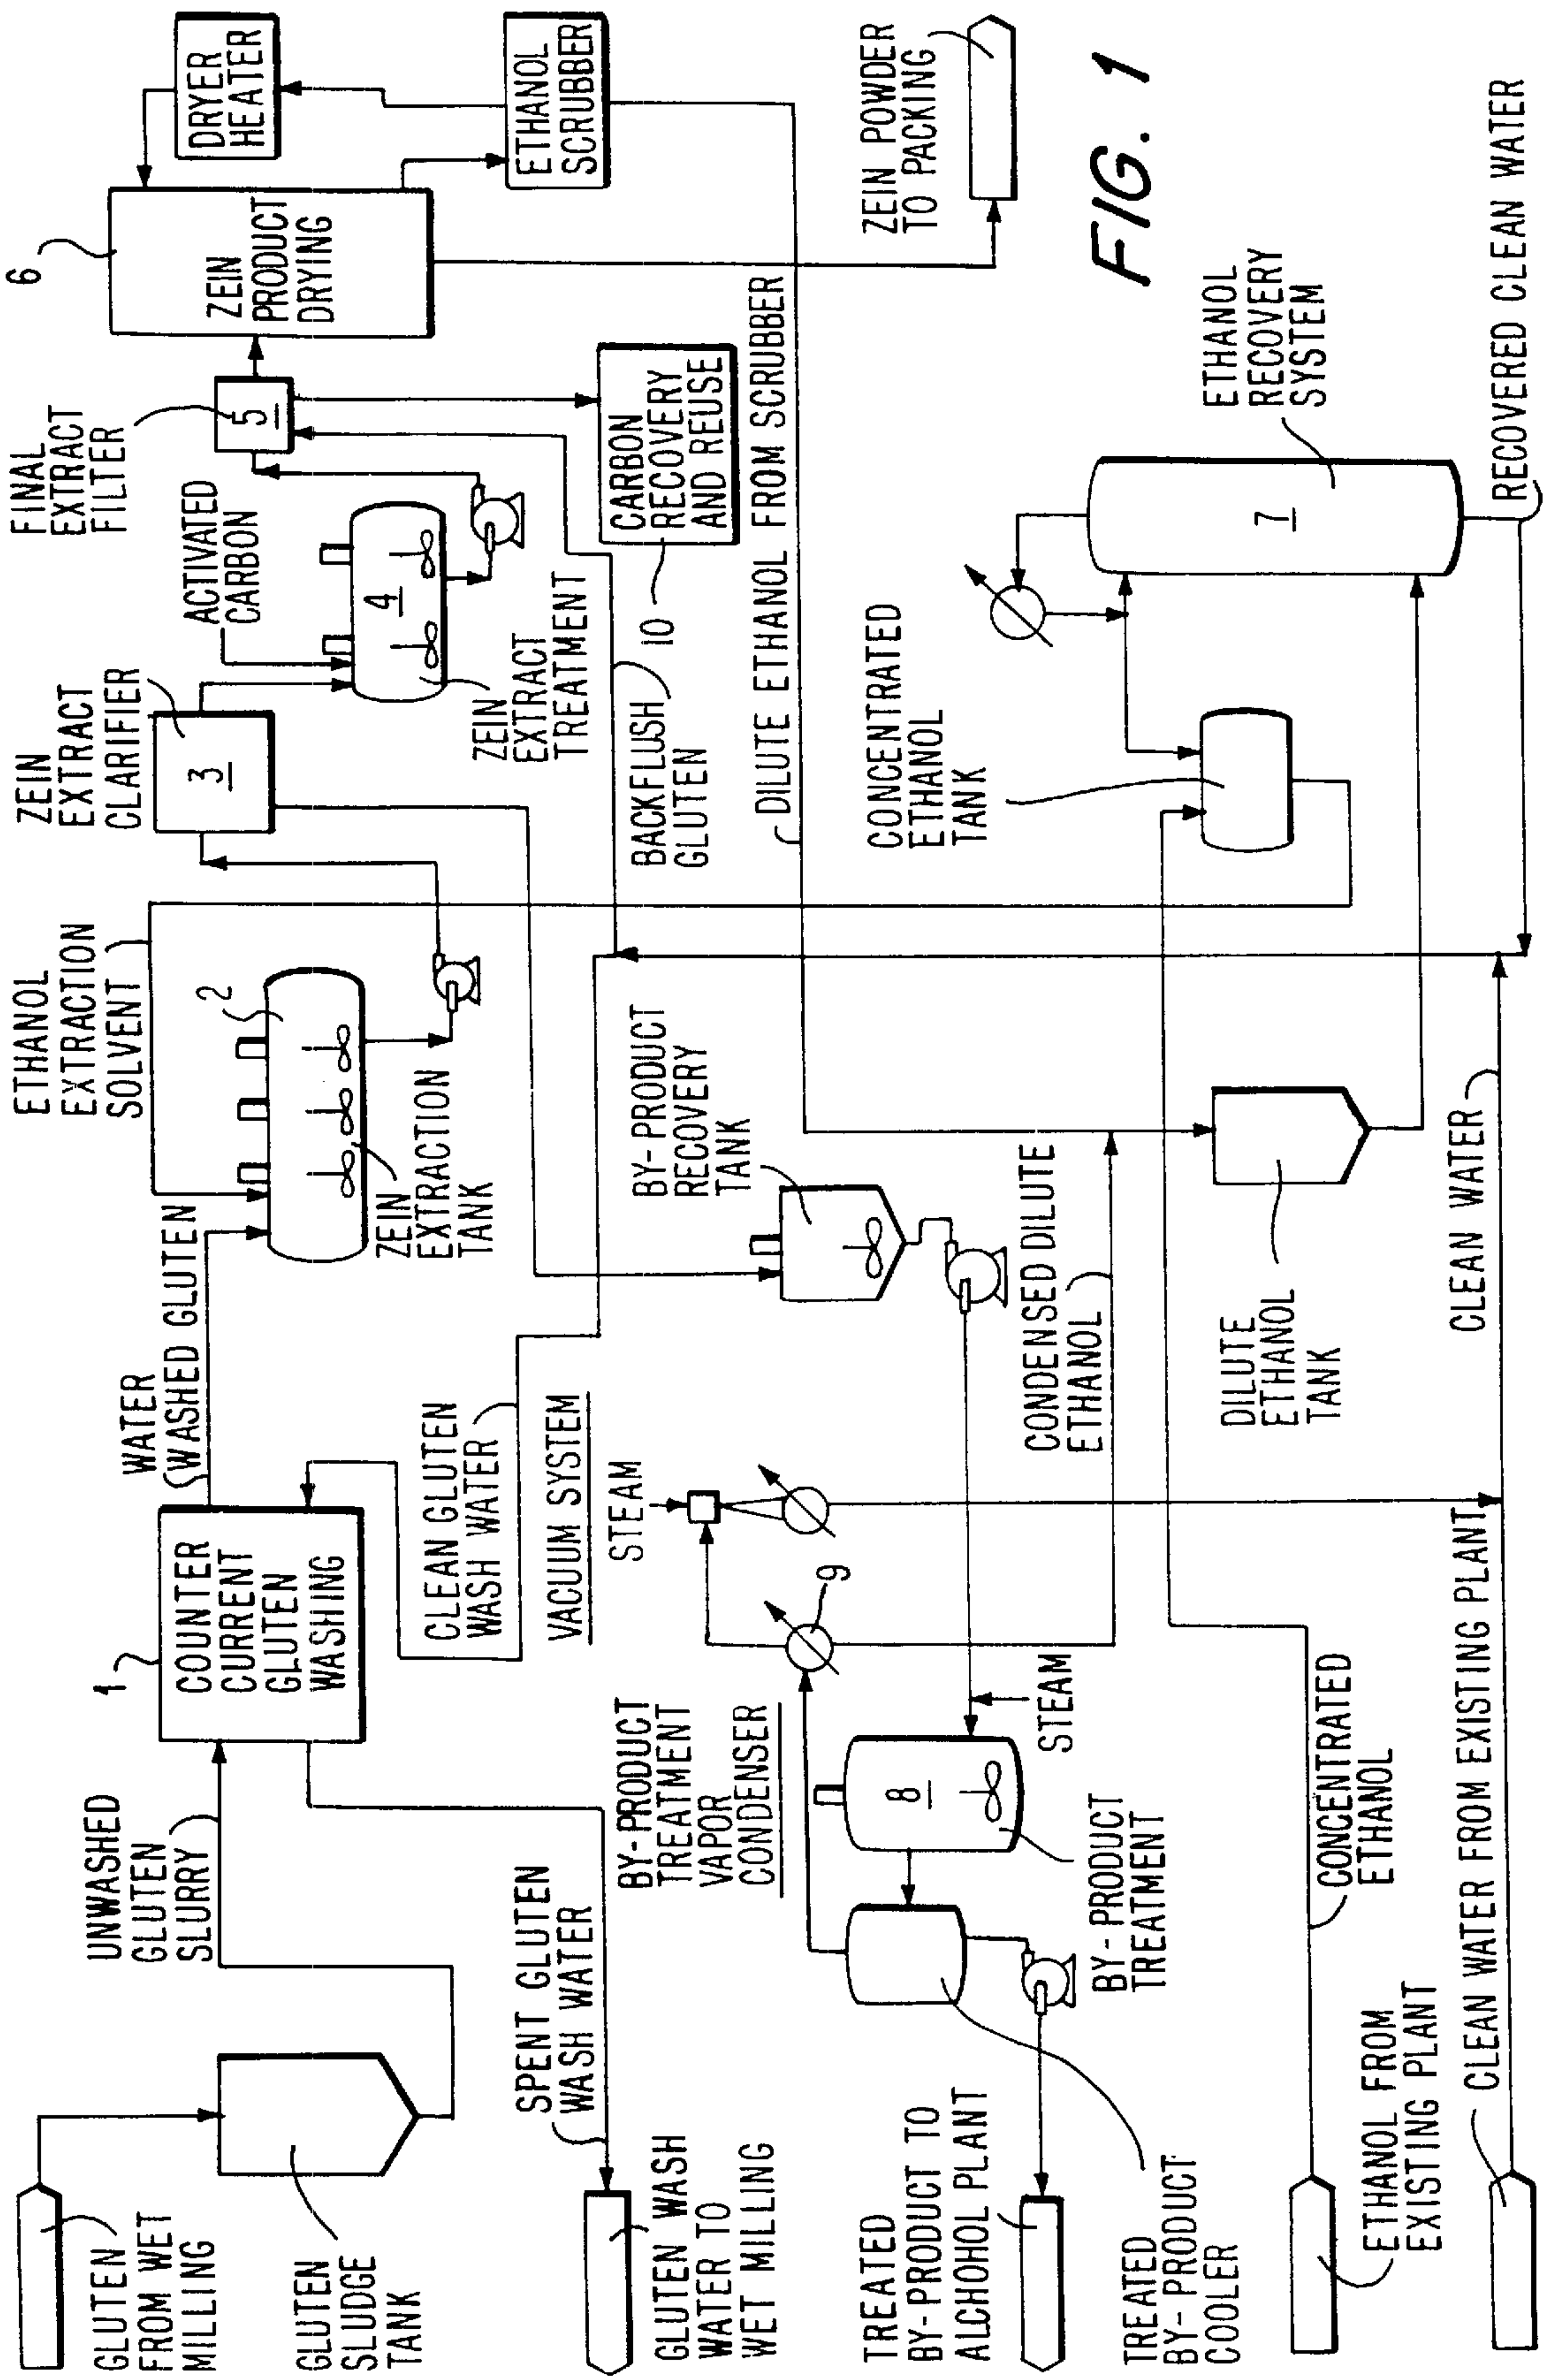 GLUTEN
FROM WET
MILLING
GLUTEN
SLUDGE
TANK
UNWASHED
GLUTEN
SLURRY
1
COUNTER
CURRENT
GLUTEN
WASHING
WATER
WASHED GLUTEN
ETHANOL
EXTRACTION
SOLVENT
2
ZEIN
EXTRACTION
TANK
ZEIN
EXTRACT
CLARIFIER
3
ACTIVATED
CARBON
4
ZEIN
EXTRACT
TREATMENT
FINAL
EXTRACT
FILTER
5
6
ZEIN
PRODUCT
DRYING
DRYER
HEATER
ETHANOL
SCRUBBER
SPENT GLUTEN
WASH WATER
GLUTEN WASH
WATER TO
WET MILLING
CLEAN GLUTEN
WASH WATER
VACUUM SYSTEM
STEAM
BACKFLUSH
GLUTEN
10
CARBON
RECOVERY
AND REUSE
BY-PRODUCT
TREATMENT
VAPOR
CONDENSER
9
BY-PRODUCT
RECOVERY
TANK
DILUTE ETHANOL FROM SCRUBBER
ZEIN POWDER
TO PACKING
TREATED
BY-PRODUCT TO
ALCHOHOL PLANT
8
STEAM
BY-PRODUCT
TREATMENT
CONDENSED DILUTE
ETHANOL
CONCENTRATED
ETHANOL
TANK
FIG. 1
TREATED
BY-PRODUCT
COOLER
DILUTE
ETHANOL
TANK
7
ETHANOL
RECOVERY
SYSTEM
CONCENTRATED
ETHANOL
ETHANOL FROM
EXISTING PLANT
CLEAN WATER FROM EXISTING PLANT
CLEAN WATER
RECOVERED CLEAN WATER